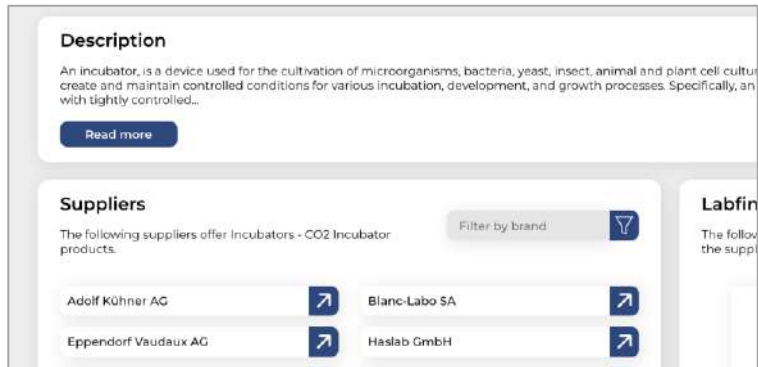 Description
An incubator, is a device used for the cultivation of microorganisms, bacteria, yeast, insect, animal and plant cell cultur
create and maintain controlled conditions for various incubation, development, and growth processes. Specifically, an
with tightly controlled...
Read more
Suppliers
The following suppliers offer Incubators - CO2 Incubator
products.
Filter by brand
Adolf Kühner AG
Blanc-Labo SA
Eppendorf Vaudaux AG
Haslab GmbH
Labfin
The follov
the suppl